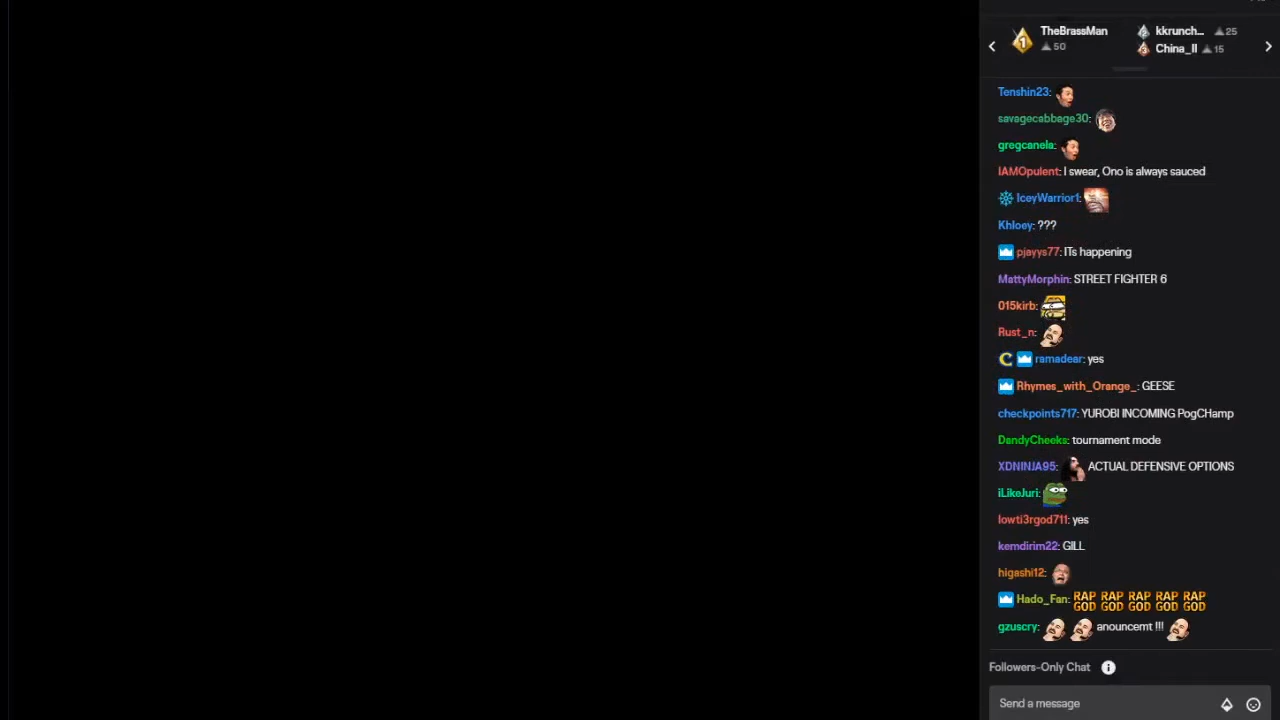 TheBrassMan
50
kkrunch... 25
China_II 15
Tenshin23:
savagecabbage30:
gregcanela:
IAMOpulent: I swear, Ono is always sauced
IceyWarrior1:
Khloey: ???
pjayys77: ITs happening
MattyMorphin: STREET FIGHTER 6
015kirb:
Rust_n:
ramadear: yes
Rhymes_with_Orange_: GEESE
checkpoints717: YUROBI INCOMING PogCHamp
DandyCheeks: tournament mode
XDNINJA95: ACTUAL DEFENSIVE OPTIONS
iLikeJuri:
lowti3rgod711: yes
kemdirim22: GILL
higashi12:
Hado_Fan: RAP GOD RAP GOD RAP GOD RAP GOD RAP GOD
gzuscry: anouncemt !!!
Followers-Only Chat
Send a message